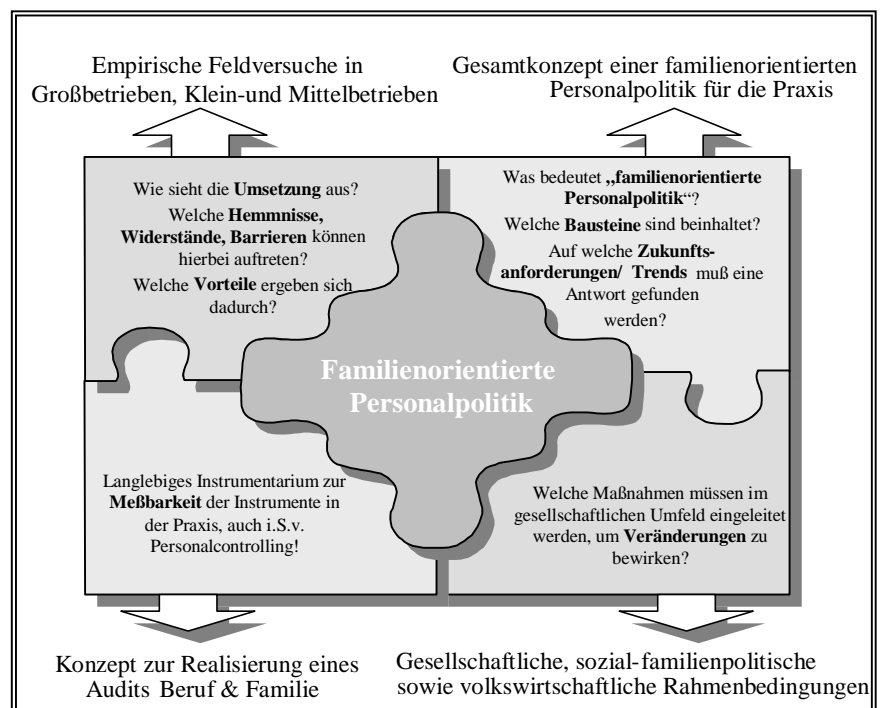 Empirische Feldversuche in
Großbetrieben, Klein-und Mittelbetrieben
Gesamtkonzept einer familienorientierten
Personalpolitik für die Praxis
Wie sieht die Umsetzung aus?
Welche Hemmnisse,
Widerstände, Barrieren können
hierbei auftreten?
Welche Vorteile ergeben sich
dadurch?
Was bedeutet „familienorientierte
Personalpolitik“?
Welche Bausteine sind beinhaltet?
Auf welche Zukunfts-
anforderungen/ Trends muß eine
Antwort gefunden
werden?
Familienorientierte
Personalpolitik
Langlebiges Instrumentarium zur
Meßbarkeit der Instrumente in
der Praxis, auch i.S.v.
Personalcontrolling!
Welche Maßnahmen müssen im
gesellschaftlichen Umfeld eingeleitet
werden, um Veränderungen zu
bewirken?
Konzept zur Realisierung eines
Audits Beruf & Familie
Gesellschaftliche, sozial-familienpolitische
sowie volkswirtschaftliche Rahmenbedingungen